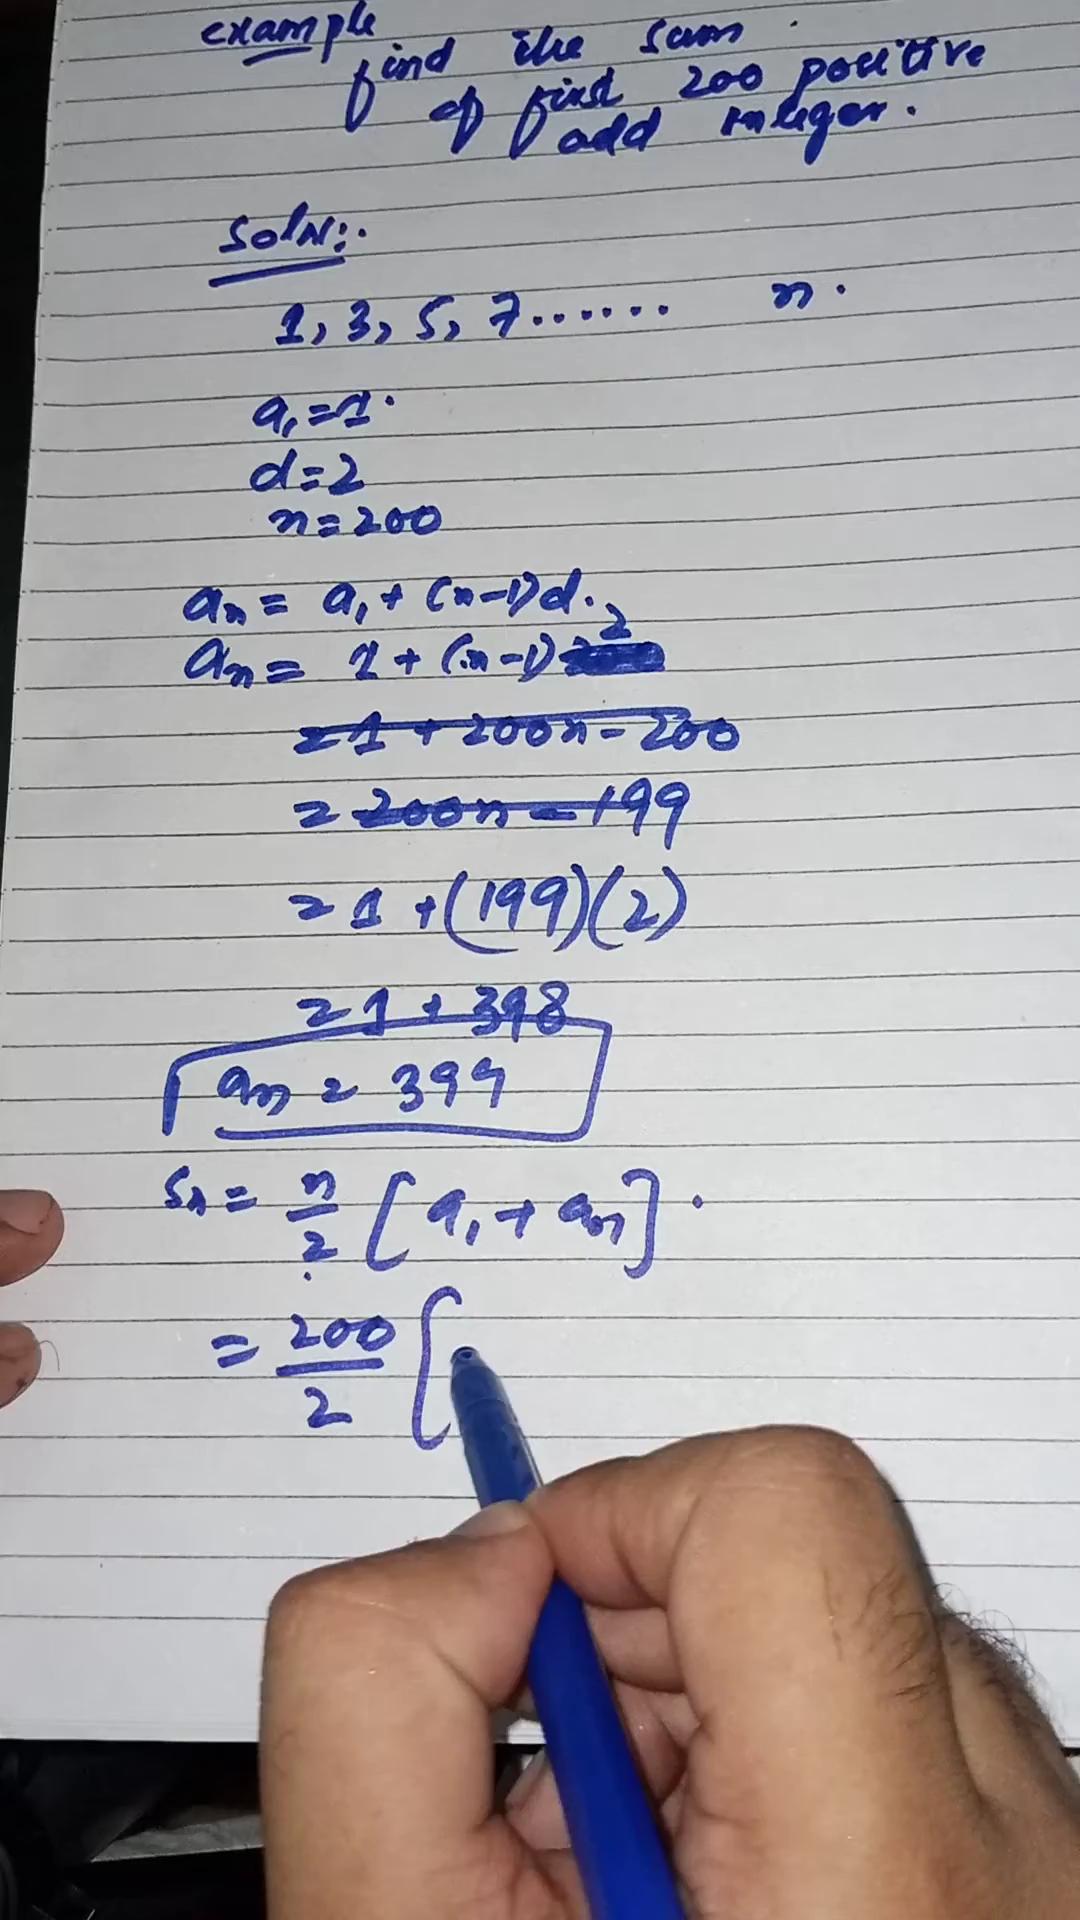 example
find the sum.
of first 200 positive
odd integer.
Soln:.
1, 3, 5, 7...... n.
a₁=1.
d=2
n=200
aₙ = a₁ + (n-1)d.
aₙ = 1 + (n-1) 2
=1 + 200n - 200
= 200n - 199
= 1 + (199)(2)
= 1 + 398
aₙ = 399
Sₙ = n/2 [a₁ + aₙ].
= 200/2 [